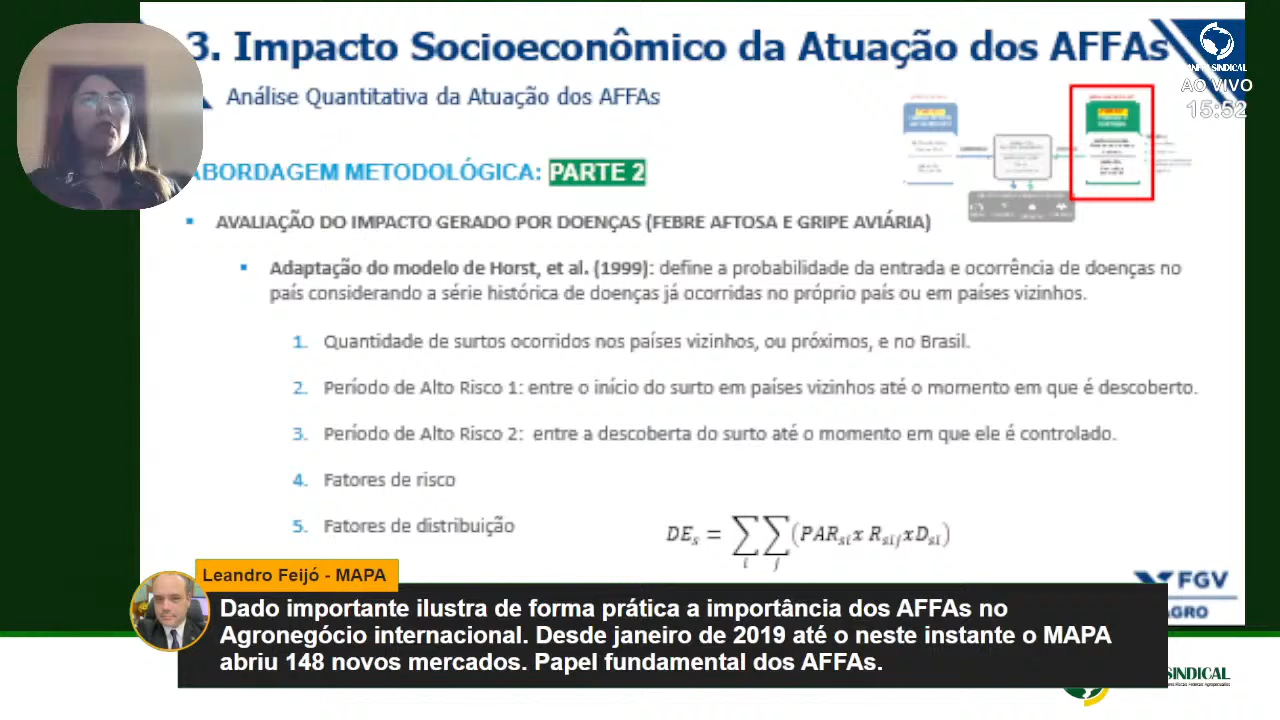 3. Impacto Socioeconômico da Atuação dos AFFAs
Análise Quantitativa da Atuação dos AFFAs
SINDICAL
AO VIVO
15:52
ABORDAGEM METODOLÓGICA: PARTE 2
▪ AVALIAÇÃO DO IMPACTO GERADO POR DOENÇAS (FEBRE AFTOSA E GRIPE AVIÁRIA)
▪ Adaptação do modelo de Horst, et al. (1999): define a probabilidade da entrada e ocorrência de doenças no
país considerando a série histórica de doenças já ocorridas no próprio país ou em países vizinhos.
1. Quantidade de surtos ocorridos nos países vizinhos, ou próximos, e no Brasil.
2. Período de Alto Risco 1: entre o início do surto em países vizinhos até o momento em que é descoberto.
3. Período de Alto Risco 2: entre a descoberta do surto até o momento em que ele é controlado.
4. Fatores de risco
5. Fatores de distribuição
DEs = ∑i ∑j (PARsi x Rsij x Dsi)
FGV
AGRO
Leandro Feijó - MAPA
Dado importante ilustra de forma prática a importância dos AFFAs no
Agronegócio internacional. Desde janeiro de 2019 até o neste instante o MAPA
abriu 148 novos mercados. Papel fundamental dos AFFAs.
SINDICAL